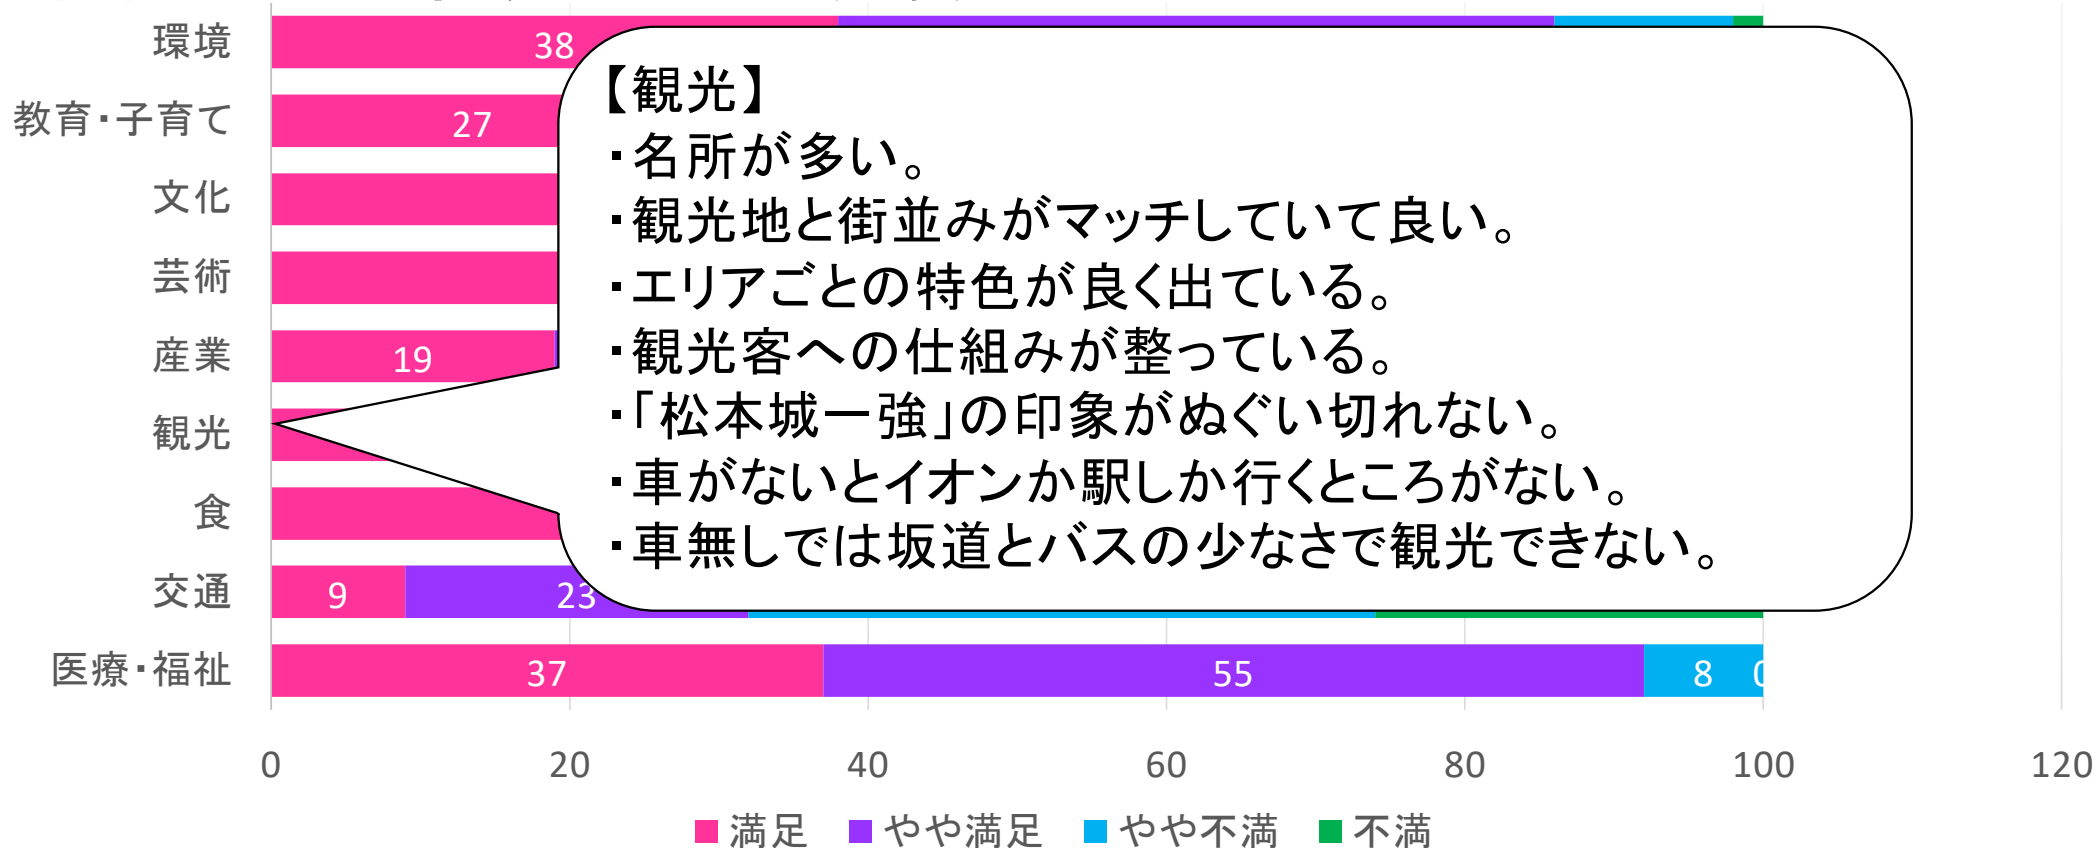 環境
38
教育・子育て
27
文化
芸術
産業
19
観光
食
交通
9
23
医療・福祉
37
55
8
0
【観光】
・名所が多い。
・観光地と街並みがマッチしていて良い。
・エリアごとの特色が良く出ている。
・観光客への仕組みが整っている。
・「松本城一強」の印象がぬぐい切れない。
・車がないとイオンか駅しか行くところがない。
・車無しでは坂道とバスの少なさで観光できない。
0 20 40 60 80 100 120
満足 やや満足 やや不満 不満